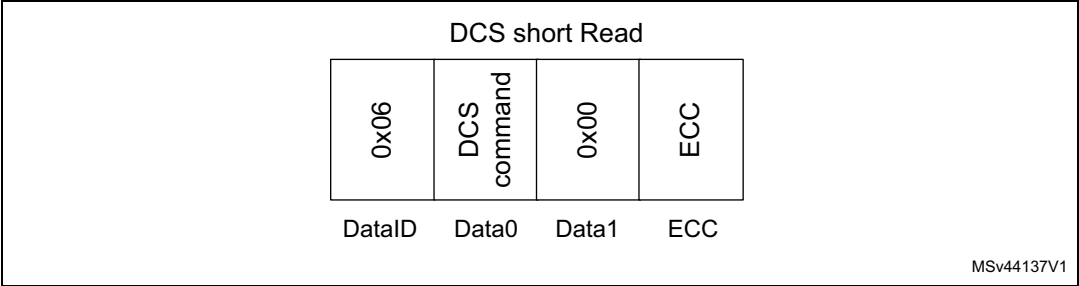 DCS short Read
0x06
DCS
command
0x00
ECC
DataID
Data0
Data1
ECC
MSv44137V1